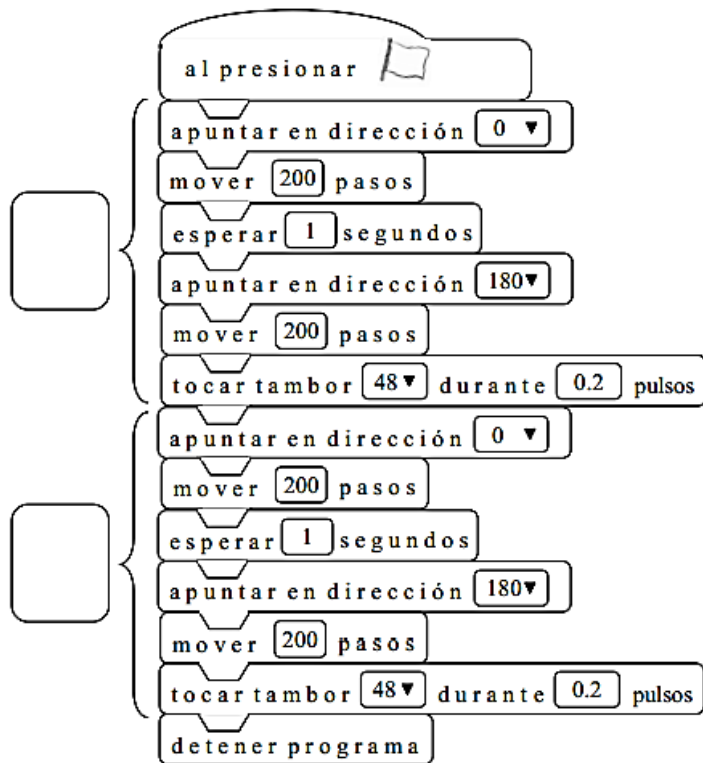 al presionar
apuntar en dirección 0 ▼
mover 200 pasos
esperar 1 segundos
apuntar en dirección 180▼
mover 200 pasos
tocar tambor 48▼ durante 0.2 pulsos
apuntar en dirección 0 ▼
mover 200 pasos
esperar 1 segundos
apuntar en dirección 180▼
mover 200 pasos
tocar tambor 48▼ durante 0.2 pulsos
detener programa